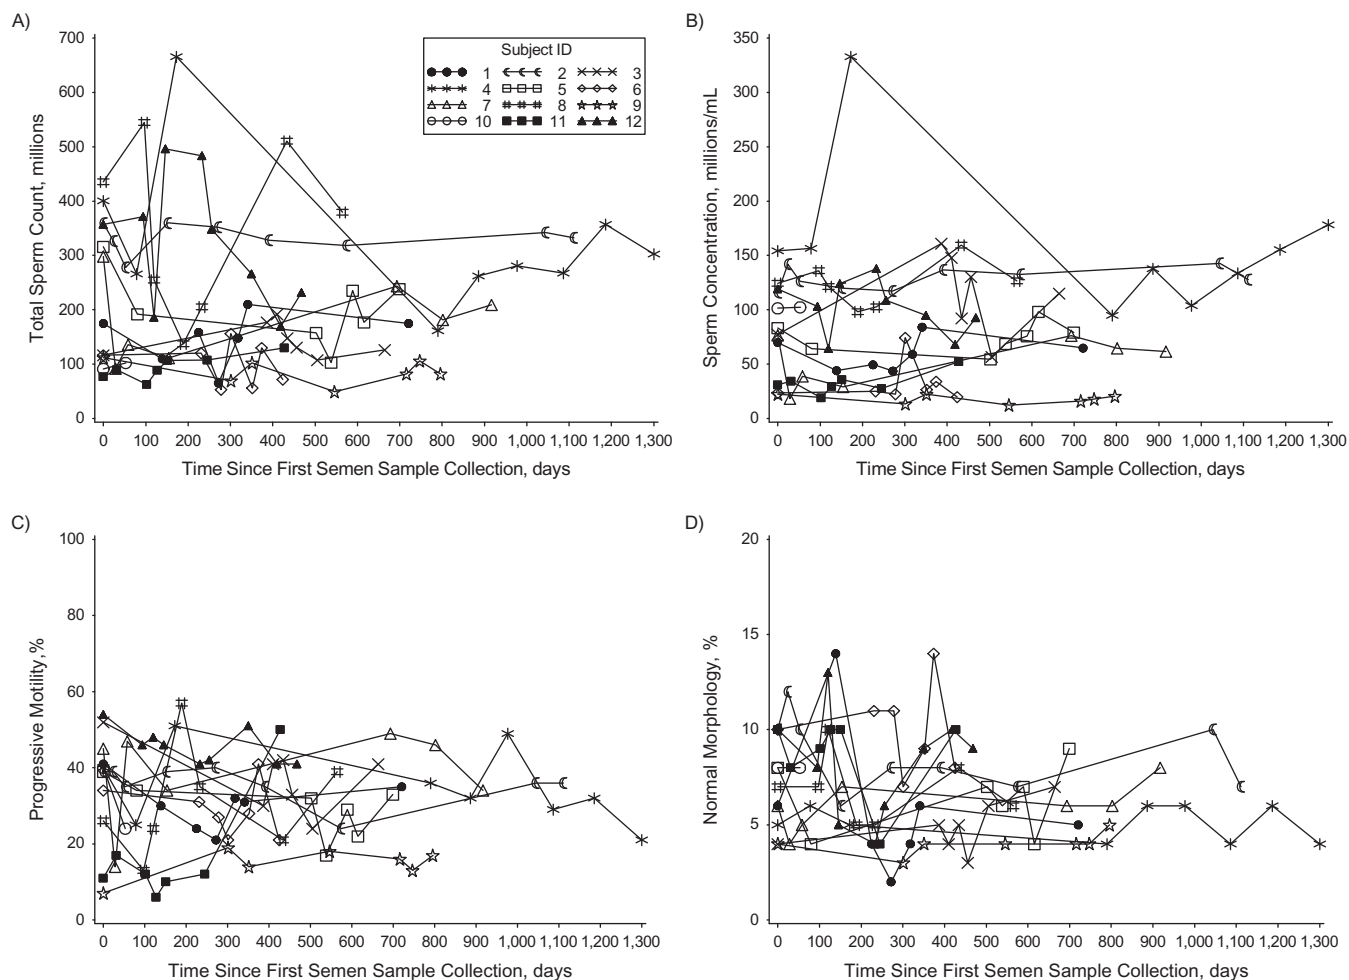 A)
Total Sperm Count, millions
700
600
500
400
300
200
100
0
Subject ID
1 2 3
4 5 6
7 8 9
10 11 12
0 100 200 300 400 500 600 700 800 900 1,000 1,100 1,200 1,300
Time Since First Semen Sample Collection, days
B)
Sperm Concentration, millions/mL
350
300
250
200
150
100
50
0
0 100 200 300 400 500 600 700 800 900 1,000 1,100 1,200 1,300
Time Since First Semen Sample Collection, days
C)
Progressive Motility,%
100
80
60
40
20
0
0 100 200 300 400 500 600 700 800 900 1,000 1,100 1,200 1,300
Time Since First Semen Sample Collection, days
D)
Normal Morphology, %
20
15
10
5
0
0 100 200 300 400 500 600 700 800 900 1,000 1,100 1,200 1,300
Time Since First Semen Sample Collection, days